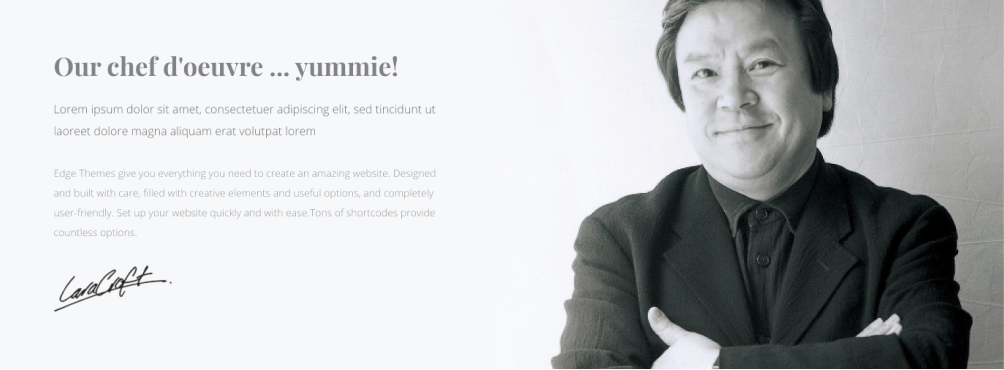 Our chef d'oeuvre ... yummie!
Lorem ipsum dolor sit amet, consectetuer adipiscing elit, sed tincidunt ut
laoreet dolore magna aliquam erat volutpat lorem
Edge Themes give you everything you need to create an amazing website. Designed
and built with care, filled with creative elements and useful options, and completely
user-friendly. Set up your website quickly and with ease.Tons of shortcodes provide
countless options.
Lara Croft.